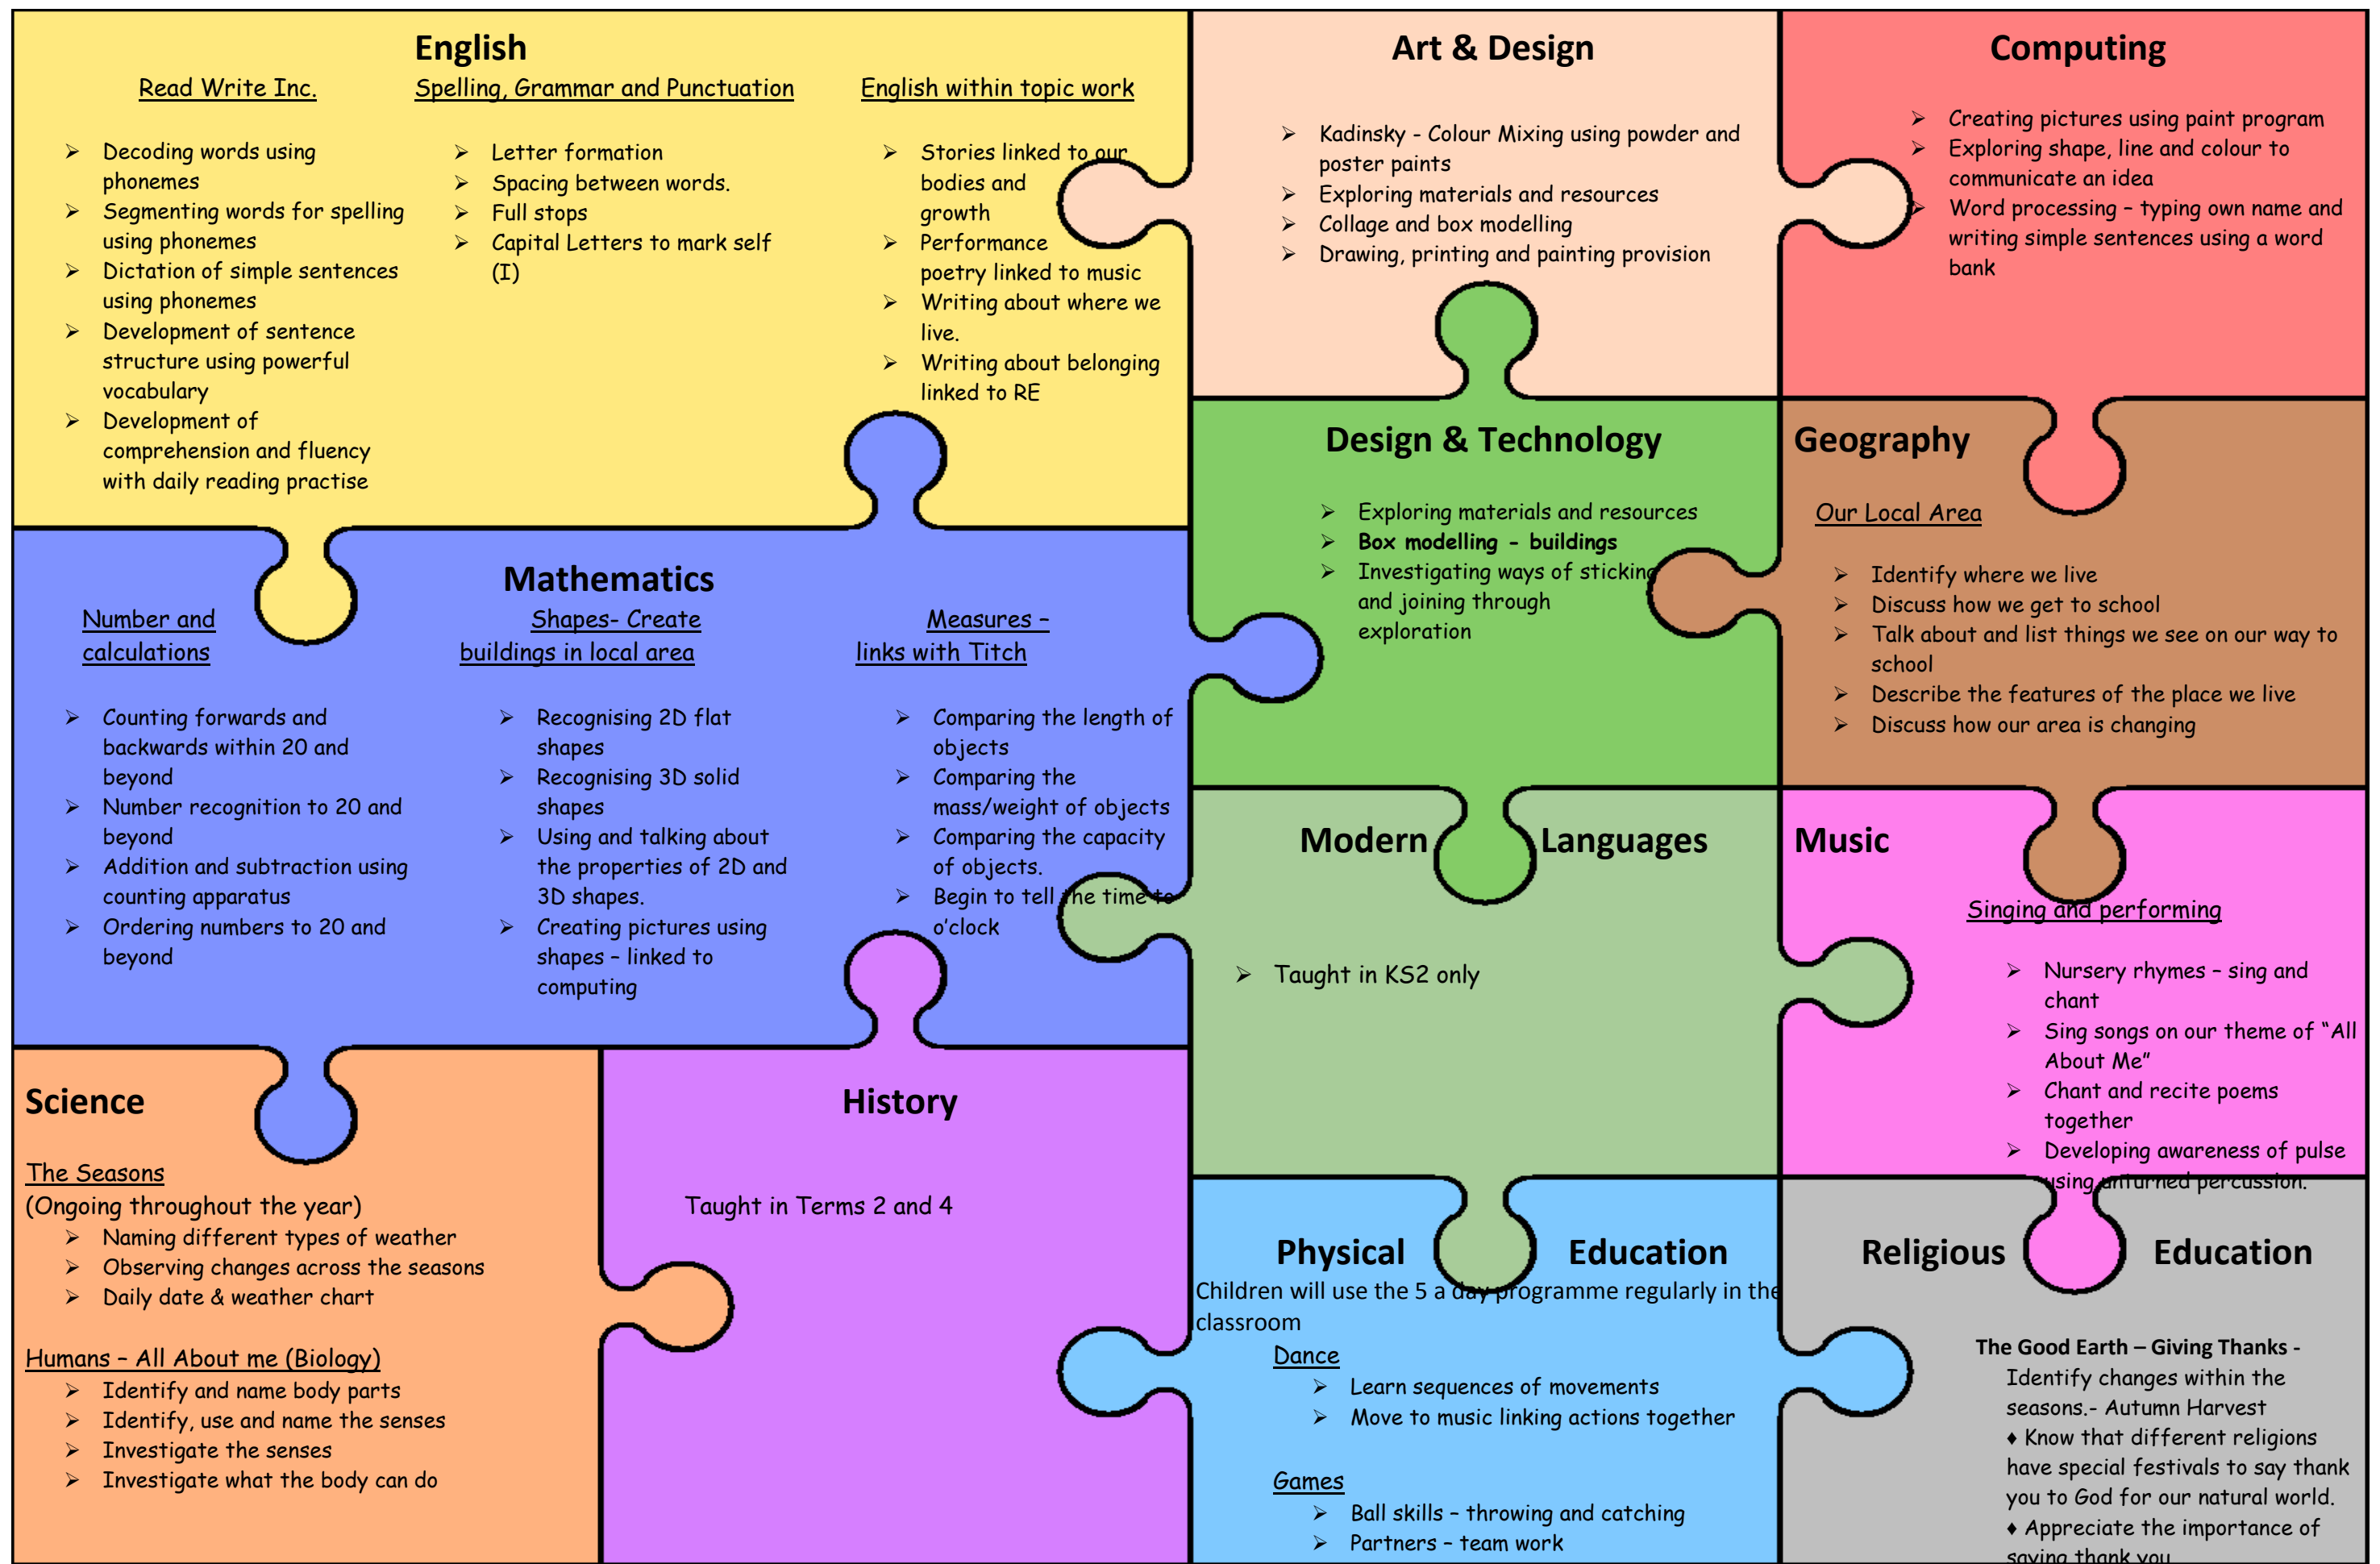 English
Read Write Inc.
➢ Decoding words using
phonemes
➢ Segmenting words for spelling
using phonemes
➢ Dictation of simple sentences
using phonemes
➢ Development of sentence
structure using powerful
vocabulary
➢ Development of
comprehension and fluency
with daily reading practise
Spelling, Grammar and Punctuation
➢ Letter formation
➢ Spacing between words.
➢ Full stops
➢ Capital Letters to mark self
(I)
English within topic work
➢ Stories linked to our
bodies and
growth
➢ Performance
poetry linked to music
➢ Writing about where we
live.
➢ Writing about belonging
linked to RE
Art & Design
➢ Kadinsky - Colour Mixing using powder and
poster paints
➢ Exploring materials and resources
➢ Collage and box modelling
➢ Drawing, printing and painting provision
Computing
➢ Creating pictures using paint program
➢ Exploring shape, line and colour to
communicate an idea
➢ Word processing – typing own name and
writing simple sentences using a word
bank
Mathematics
Number and
calculations
➢ Counting forwards and
backwards within 20 and
beyond
➢ Number recognition to 20 and
beyond
➢ Addition and subtraction using
counting apparatus
➢ Ordering numbers to 20 and
beyond
Shapes- Create
buildings in local area
➢ Recognising 2D flat
shapes
➢ Recognising 3D solid
shapes
➢ Using and talking about
the properties of 2D and
3D shapes.
➢ Creating pictures using
shapes – linked to
computing
Measures –
links with Titch
➢ Comparing the length of
objects
➢ Comparing the
mass/weight of objects
➢ Comparing the capacity
of objects.
➢ Begin to tell the time to
o'clock
Design & Technology
➢ Exploring materials and resources
➢ Box modelling - buildings
➢ Investigating ways of sticking
and joining through
exploration
Geography
Our Local Area
➢ Identify where we live
➢ Discuss how we get to school
➢ Talk about and list things we see on our way to
school
➢ Describe the features of the place we live
➢ Discuss how our area is changing
Modern Languages
➢ Taught in KS2 only
Music
Singing and performing
➢ Nursery rhymes – sing and
chant
➢ Sing songs on our theme of “All
About Me”
➢ Chant and recite poems
together
➢ Developing awareness of pulse
using unturned percussion.
Science
The Seasons
(Ongoing throughout the year)
➢ Naming different types of weather
➢ Observing changes across the seasons
➢ Daily date & weather chart
Humans – All About me (Biology)
➢ Identify and name body parts
➢ Identify, use and name the senses
➢ Investigate the senses
➢ Investigate what the body can do
History
Taught in Terms 2 and 4
Physical Education
Children will use the 5 a day programme regularly in the
classroom
Dance
➢ Learn sequences of movements
➢ Move to music linking actions together
Games
➢ Ball skills – throwing and catching
➢ Partners – team work
Religious Education
The Good Earth – Giving Thanks -
Identify changes within the
seasons.- Autumn Harvest
♦ Know that different religions
have special festivals to say thank
you to God for our natural world.
♦ Appreciate the importance of
saying thank you